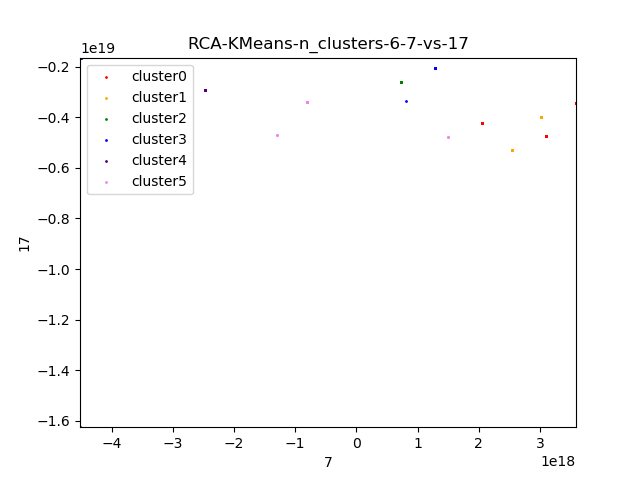 RCA-KMeans-n_clusters-6-7-vs-17
1e19
−0.2
−0.4
−0.6
−0.8
−1.0
−1.2
−1.4
−1.6
17
cluster0
cluster1
cluster2
cluster3
cluster4
cluster5
−4 −3 −2 −1 0 1 2 3
1e18
7